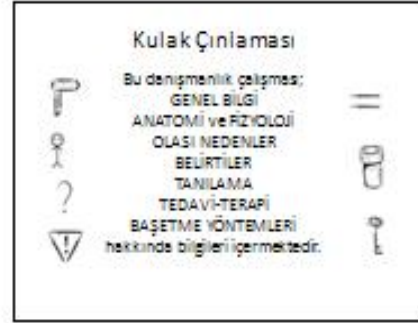 Kulak Çınlaması
Bu danışmanlık çalışması;
GENEL BİLGİ
ANATOMİ ve FİZYOLOJİ
OLASI NEDENLER
BELİRTİLER
TANILAMA
TEDAVİ-TERAPİ
BAŞETME YÖNTEMLERİ
hakkında bilgileri içermektedir.